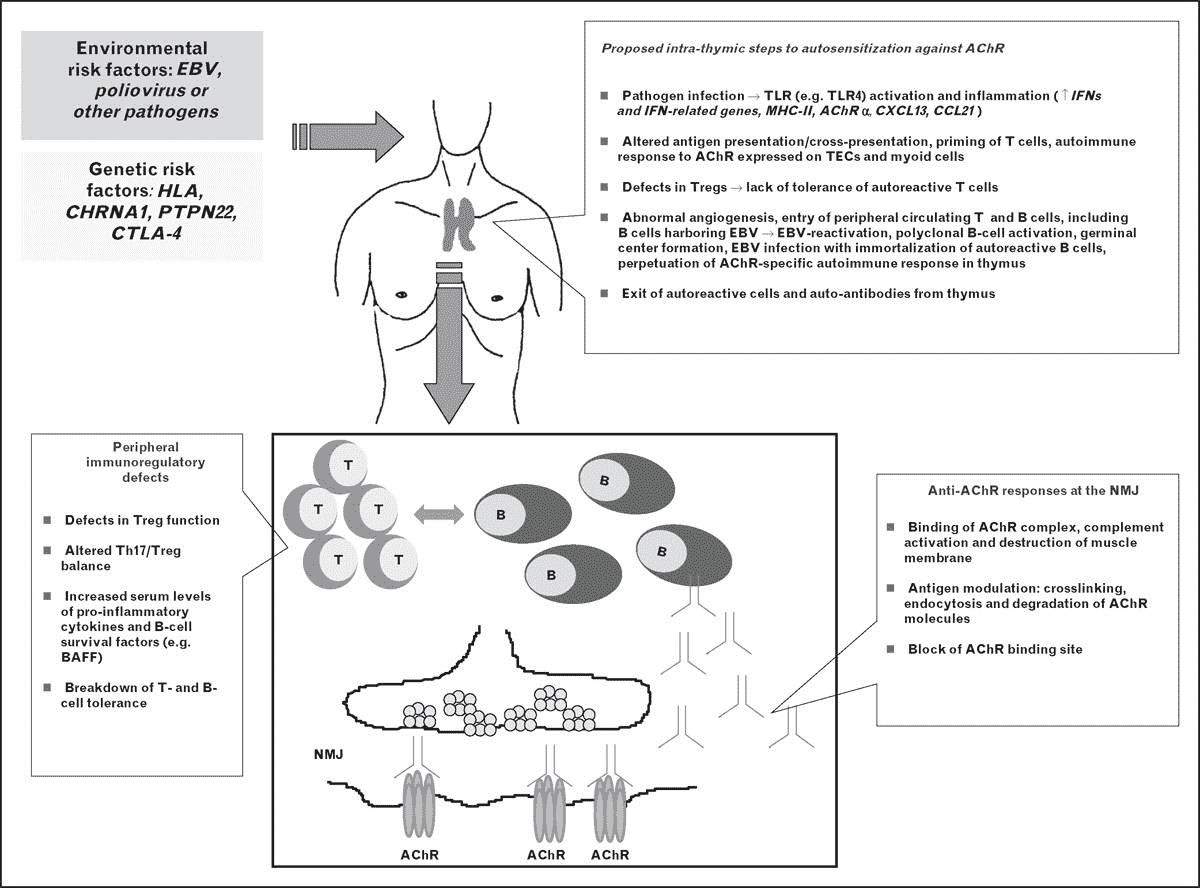 Environmental
risk factors: EBV,
poliovirus or
other pathogens
Genetic risk
factors: HLA,
CHRNA1, PTPN22,
CTLA-4
Proposed intra-thymic steps to autosensitization against AChR
■ Pathogen infection → TLR (e.g. TLR4) activation and inflammation (↑IFNs
and IFN-related genes, MHC-II, AChR α, CXCL13, CCL21)
■ Altered antigen presentation/cross-presentation, priming of T cells, autoimmune
response to AChR expressed on TECs and myoid cells
■ Defects in Tregs → lack of tolerance of autoreactive T cells
■ Abnormal angiogenesis, entry of peripheral circulating T and B cells, including
B cells harboring EBV → EBV-reactivation, polyclonal B-cell activation, germinal
center formation, EBV infection with immortalization of autoreactive B cells,
perpetuation of AChR-specific autoimmune response in thymus
■ Exit of autoreactive cells and auto-antibodies from thymus
Peripheral
immunoregulatory
defects
■ Defects in Treg function
■ Altered Th17/Treg
balance
■ Increased serum levels
of pro-inflammatory
cytokines and B-cell
survival factors (e.g.
BAFF)
■ Breakdown of T- and B-
cell tolerance
T
T
T
T
T
B
B
B
B
NMJ
AChR
AChR
AChR
Anti-AChR responses at the NMJ
■ Binding of AChR complex, complement
activation and destruction of muscle
membrane
■ Antigen modulation: crosslinking,
endocytosis and degradation of AChR
molecules
■ Block of AChR binding site